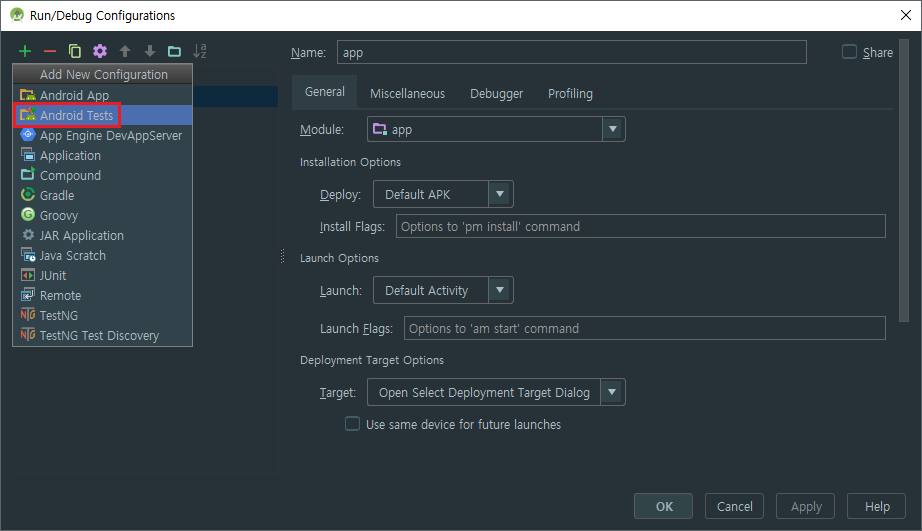 Run/Debug Configurations
Add New Configuration
Android App
Android Tests
App Engine DevAppServer
Application
Compound
Gradle
Groovy
JAR Application
Java Scratch
JUnit
Remote
TestNG
TestNG Test Discovery
Name: app Share
General Miscellaneous Debugger Profiling
Module: app
Installation Options
Deploy: Default APK
Install Flags: Options to 'pm install' command
Launch Options
Launch: Default Activity
Launch Flags: Options to 'am start' command
Deployment Target Options
Target: Open Select Deployment Target Dialog
Use same device for future launches
OK Cancel Apply Help